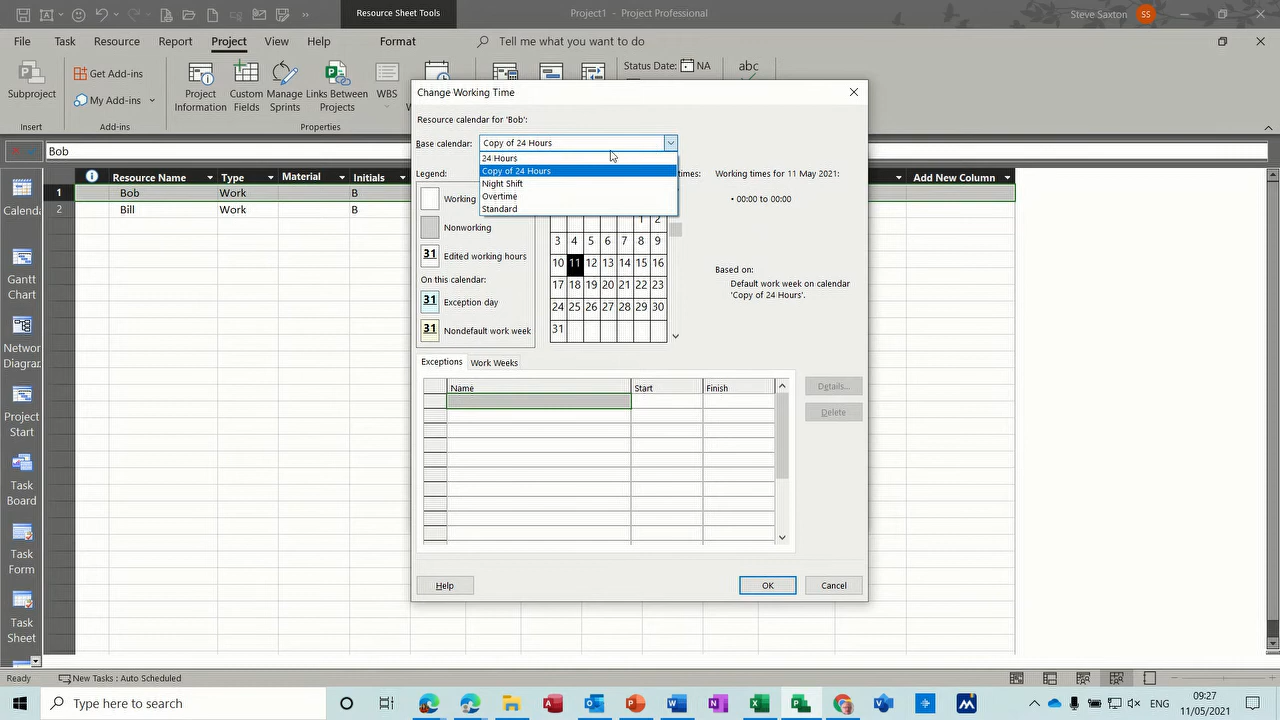 Resource Sheet Tools
Project1 - Project Professional
Steve Saxton
SS
File Task Resource Report Project View Help Format Tell me what you want to do
Subproject
Get Add-ins
My Add-ins
Project Information
Custom Fields
Manage Sprints
Links Between Projects
WBS
Status Date: NA
abc
Insert Add-ins Properties
Bob
Resource Name Type Material Initials Add New Column
1 Bob Work B
2 Bill Work B
Calenda
Gantt
Chart
Network
Diagram
Project
Start
Task
Board
Task
Form
Task
Sheet
Change Working Time
Resource calendar for 'Bob':
Base calendar: Copy of 24 Hours
24 Hours
Copy of 24 Hours
Night Shift
Overtime
Standard
Legend:
Working
Nonworking
31 Edited working hours
On this calendar:
31 Exception day
31 Nondefault work week
times:
1 2
3 4 5 6 7 8 9
10 11 12 13 14 15 16
17 18 19 20 21 22 23
24 25 26 27 28 29 30
31
Working times for 11 May 2021:
• 00:00 to 00:00
Based on:
Default work week on calendar
'Copy of 24 Hours'.
Exceptions Work Weeks
Name Start Finish
Details...
Delete
Help OK Cancel
Ready New Tasks : Auto Scheduled
Type here to search
ENG
09:27
11/05/2021